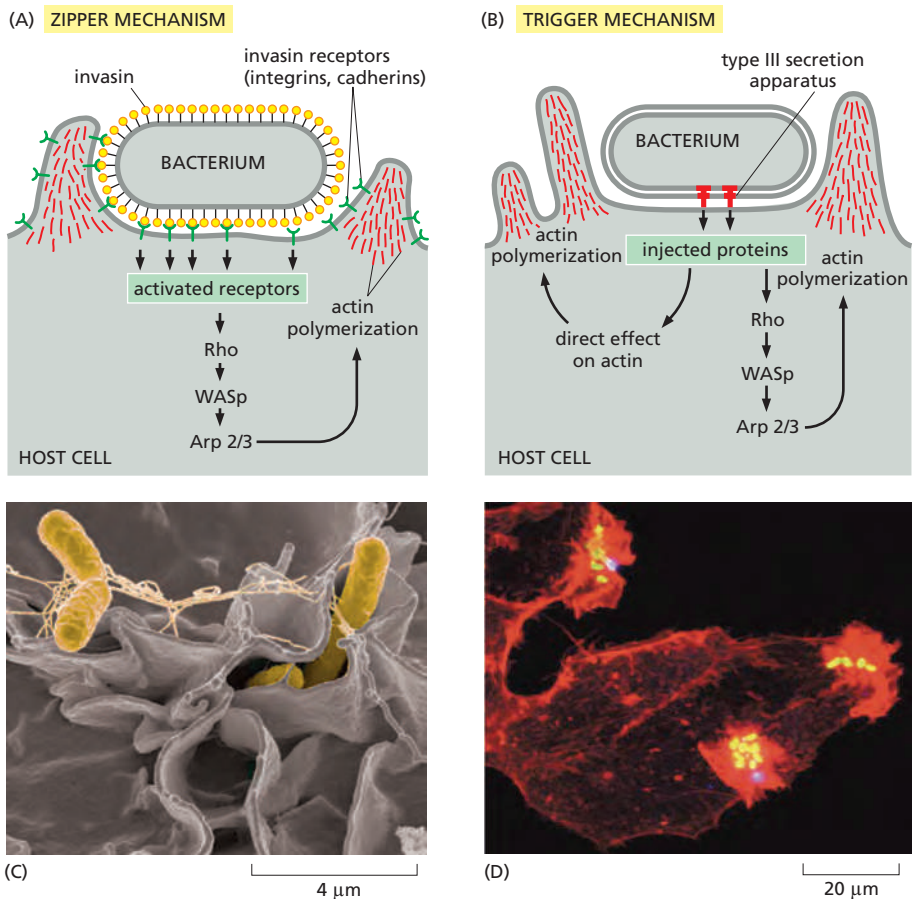 (A) ZIPPER MECHANISM
invasin
invasin receptors
(integrins, cadherins)
BACTERIUM
activated receptors
actin
polymerization
Rho
WASp
Arp 2/3
HOST CELL
(B) TRIGGER MECHANISM
type III secretion
apparatus
BACTERIUM
actin
polymerization
injected proteins
actin
polymerization
direct effect
on actin
Rho
WASp
Arp 2/3
HOST CELL
(C)
4 μm
(D)
20 μm